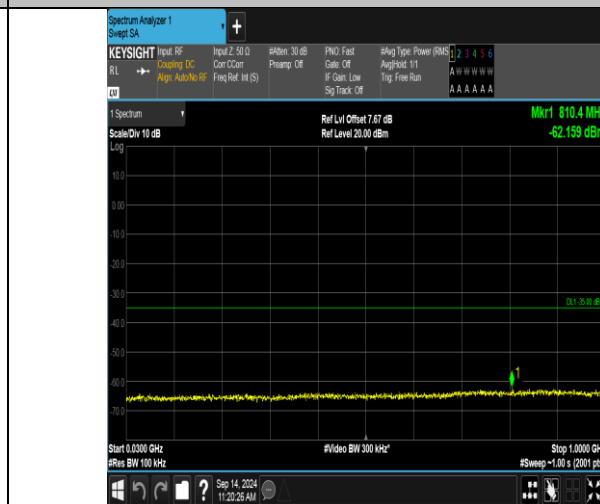 Spectrum Analyzer 1
Swept SA
+
KEYSIGHT Input: RF Input Z: 50 Ω #Atten: 30 dB PNO: Fast #Avg Type: Power (RMS 1 2 3 4 5 6
RL Coupling: DC Corr CCorr Preamp: Off Gate: Off Avg|Hold: 1/1 A W W W W W
Align: Auto/No RF Freq Ref: Int (S) IF Gain: Low Trig: Free Run
LXI Sig Track: Off A A A A A A
1 Spectrum Ref Lvl Offset 7.67 dB Mkr1 810.4 MH
Scale/Div 10 dB Ref Level 20.00 dBm -62.159 dBr
Log
10.0
0.00
-10.0
-20.0
-30.0
DL1 -35.00 dB
-40.0
-50.0
1
-60.0
-70.0
Start 0.0300 GHz #Video BW 300 kHz* Stop 1.0000 GH
#Res BW 100 kHz #Sweep ~1.00 s (2001 pt
? Sep 14, 2024
11:20:26 AM